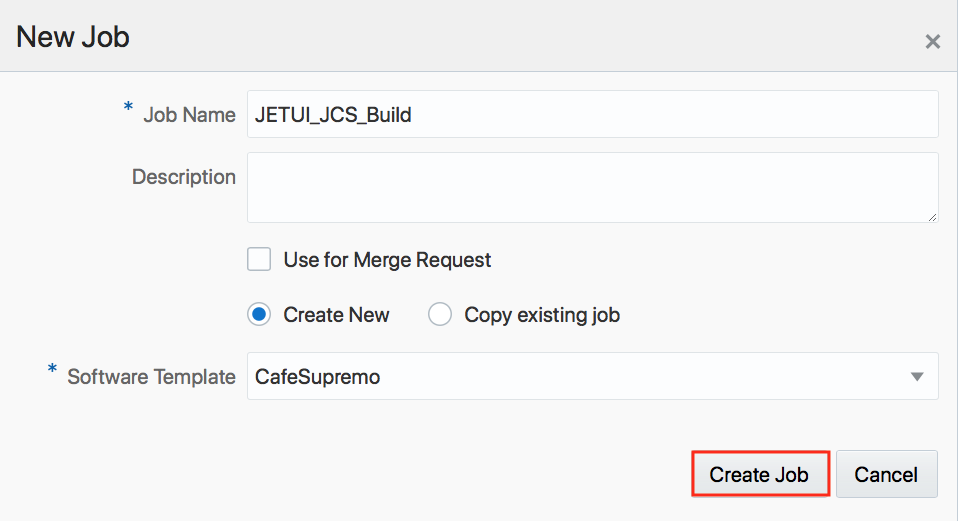 New Job
* Job Name JETUI_JCS_Build
Description
Use for Merge Request
Create New Copy existing job
* Software Template CafeSupremo
Create Job Cancel